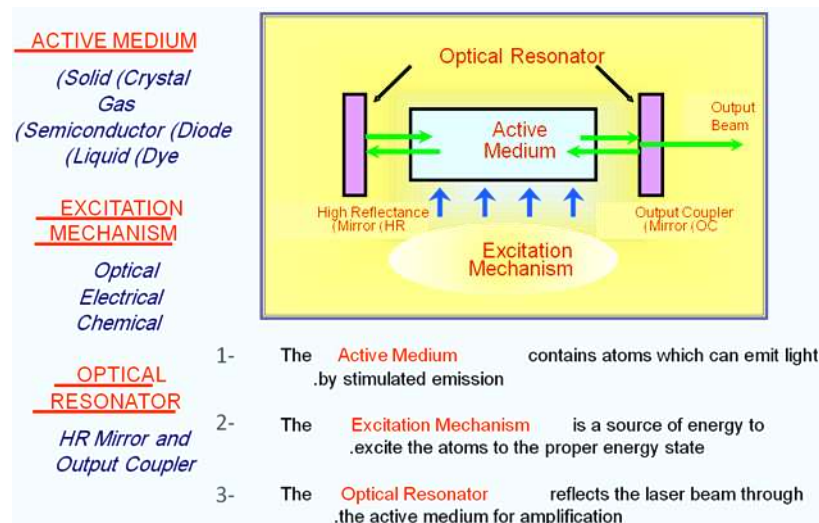 ACTIVE MEDIUM
(Solid (Crystal
Gas
(Semiconductor (Diode
(Liquid (Dye
EXCITATION
MECHANISM
Optical
Electrical
Chemical
OPTICAL
RESONATOR
HR Mirror and
Output Coupler
Optical Resonator
Active
Medium
Output
Beam
High Reflectance
(Mirror (HR
Output Coupler
(Mirror (OC
Excitation
Mechanism
1- The Active Medium contains atoms which can emit light
.by stimulated emission
2- The Excitation Mechanism is a source of energy to
.excite the atoms to the proper energy state
3- The Optical Resonator reflects the laser beam through
.the active medium for amplification